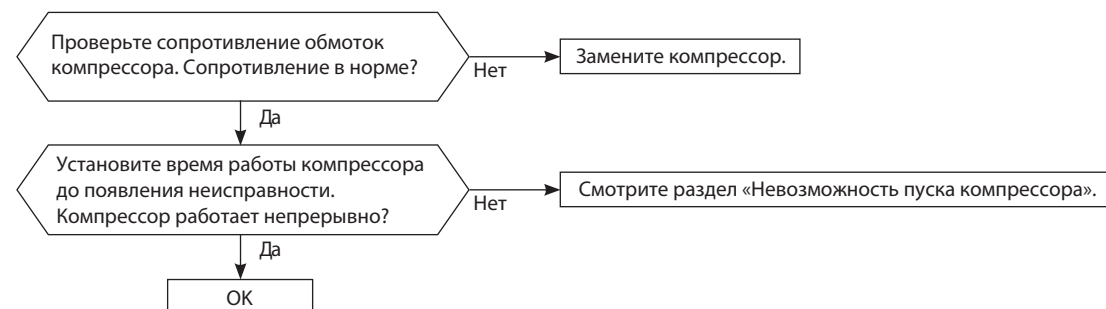 Проверьте сопротивление обмоток
компрессора. Сопротивление в норме?
Нет
Замените компрессор.
Да
Установите время работы компрессора
до появления неисправности.
Компрессор работает непрерывно?
Нет
Смотрите раздел «Невозможность пуска компрессора».
Да
OK